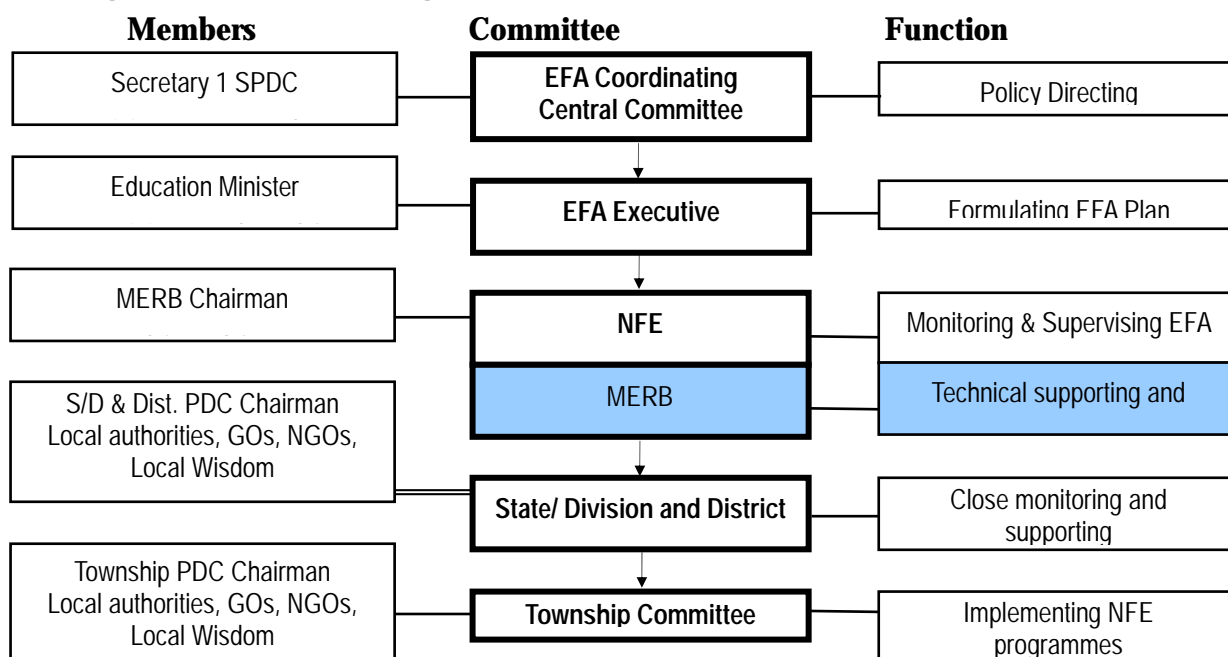 Members Committee Function
Secretary 1 SPDC
EFA Coordinating
Central Committee
Policy Directing
Education Minister
EFA Executive
Formulating EFA Plan
MERB Chairman
NFE
Monitoring & Supervising EFA
MERB
Technical supporting and
S/D & Dist. PDC Chairman
Local authorities, GOs, NGOs,
Local Wisdom
State/ Division and District
Close monitoring and
supporting
Township PDC Chairman
Local authorities, GOs, NGOs,
Local Wisdom
Township Committee
Implementing NFE
programmes